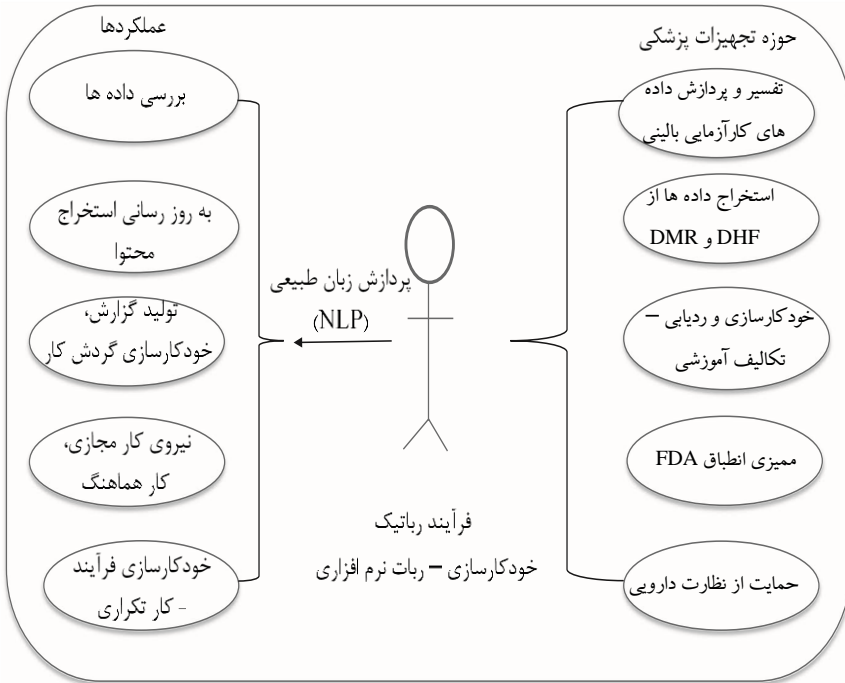 حوزه تجهیزات پزشکی
تفسیر و پردازش داده
های کارآزمایی بالینی
استخراج داده ها از
DHF و DMR
خودکارسازی و ردیابی –
تکالیف آموزشی
ممیزی انطباق FDA
حمایت از نظارت دارویی
پردازش زبان طبیعی
(NLP)
فرآیند رباتیک
خودکارسازی – ربات نرم افزاری
عملکردها
بررسی داده ها
به روز رسانی استخراج
محتوا
تولید گزارش،
خودکارسازی گردش کار
نیروی کار مجازی،
کار هماهنگ
خودکارسازی فرآیند
- کار تکراری